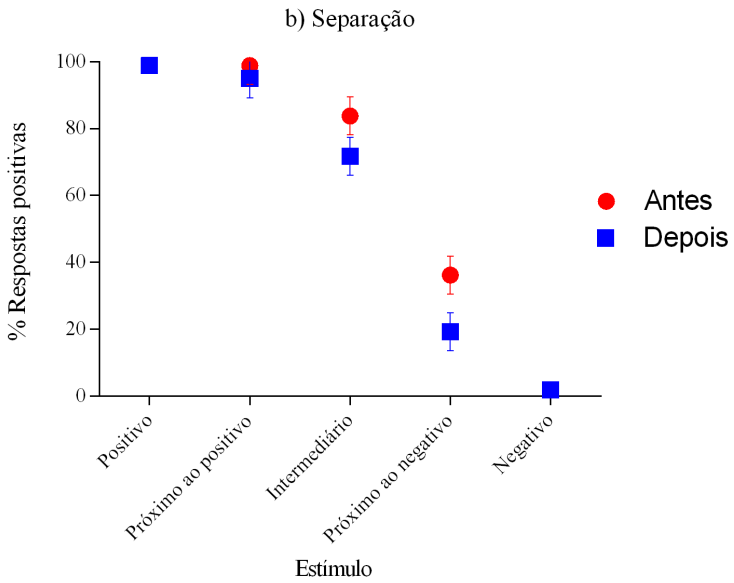 b) Separação
% Respostas positivas
100
80
60
40
20
0
Antes
Depois
Positivo
Próximo ao positivo
Intermediário
Próximo ao negativo
Negativo
Estímulo